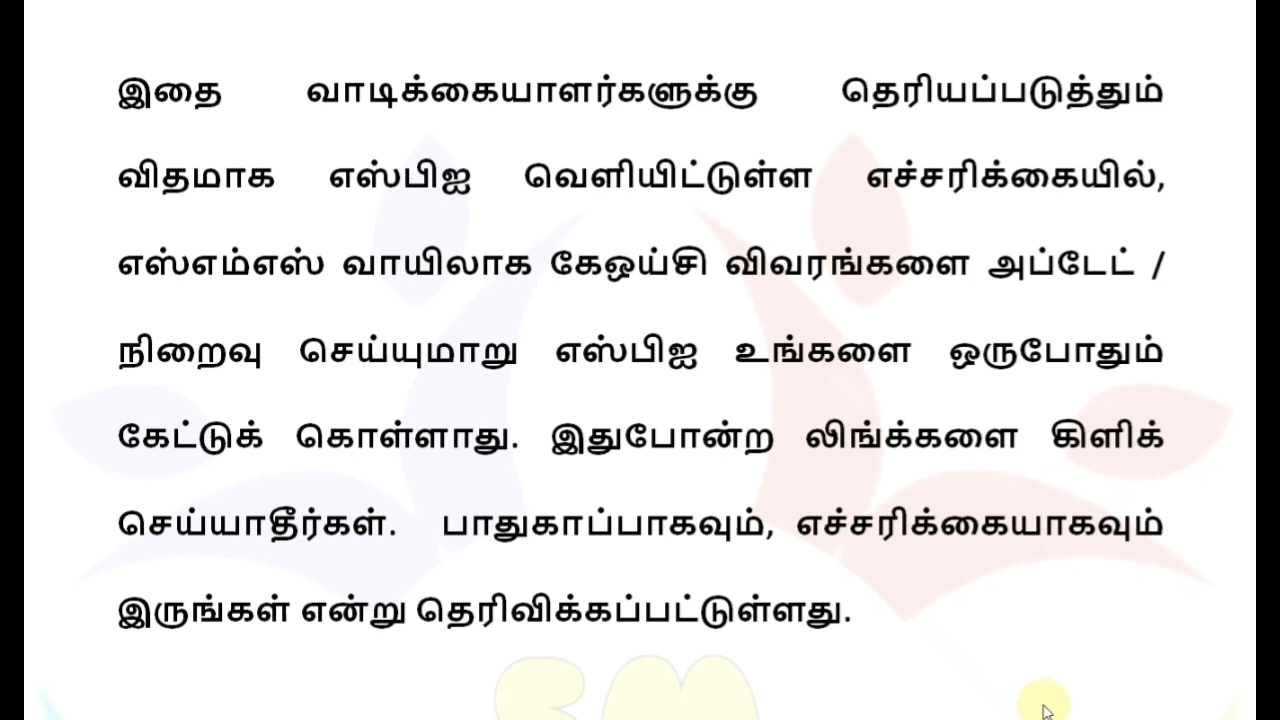 இதை வாடிக்கையாளர்களுக்கு தெரியப்படுத்தும்
விதமாக எஸ்பிஐ வெளியிட்டுள்ள எச்சரிக்கையில்,
எஸ்எம்எஸ் வாயிலாக கேஒய்சி விவரங்களை அப்டேட் /
நிறைவு செய்யுமாறு எஸ்பிஐ உங்களை ஒருபோதும்
கேட்டுக் கொள்ளாது. இதுபோன்ற லிங்க்களை கிளிக்
செய்யாதீர்கள். பாதுகாப்பாகவும், எச்சரிக்கையாகவும்
இருங்கள் என்று தெரிவிக்கப்பட்டுள்ளது.
SM